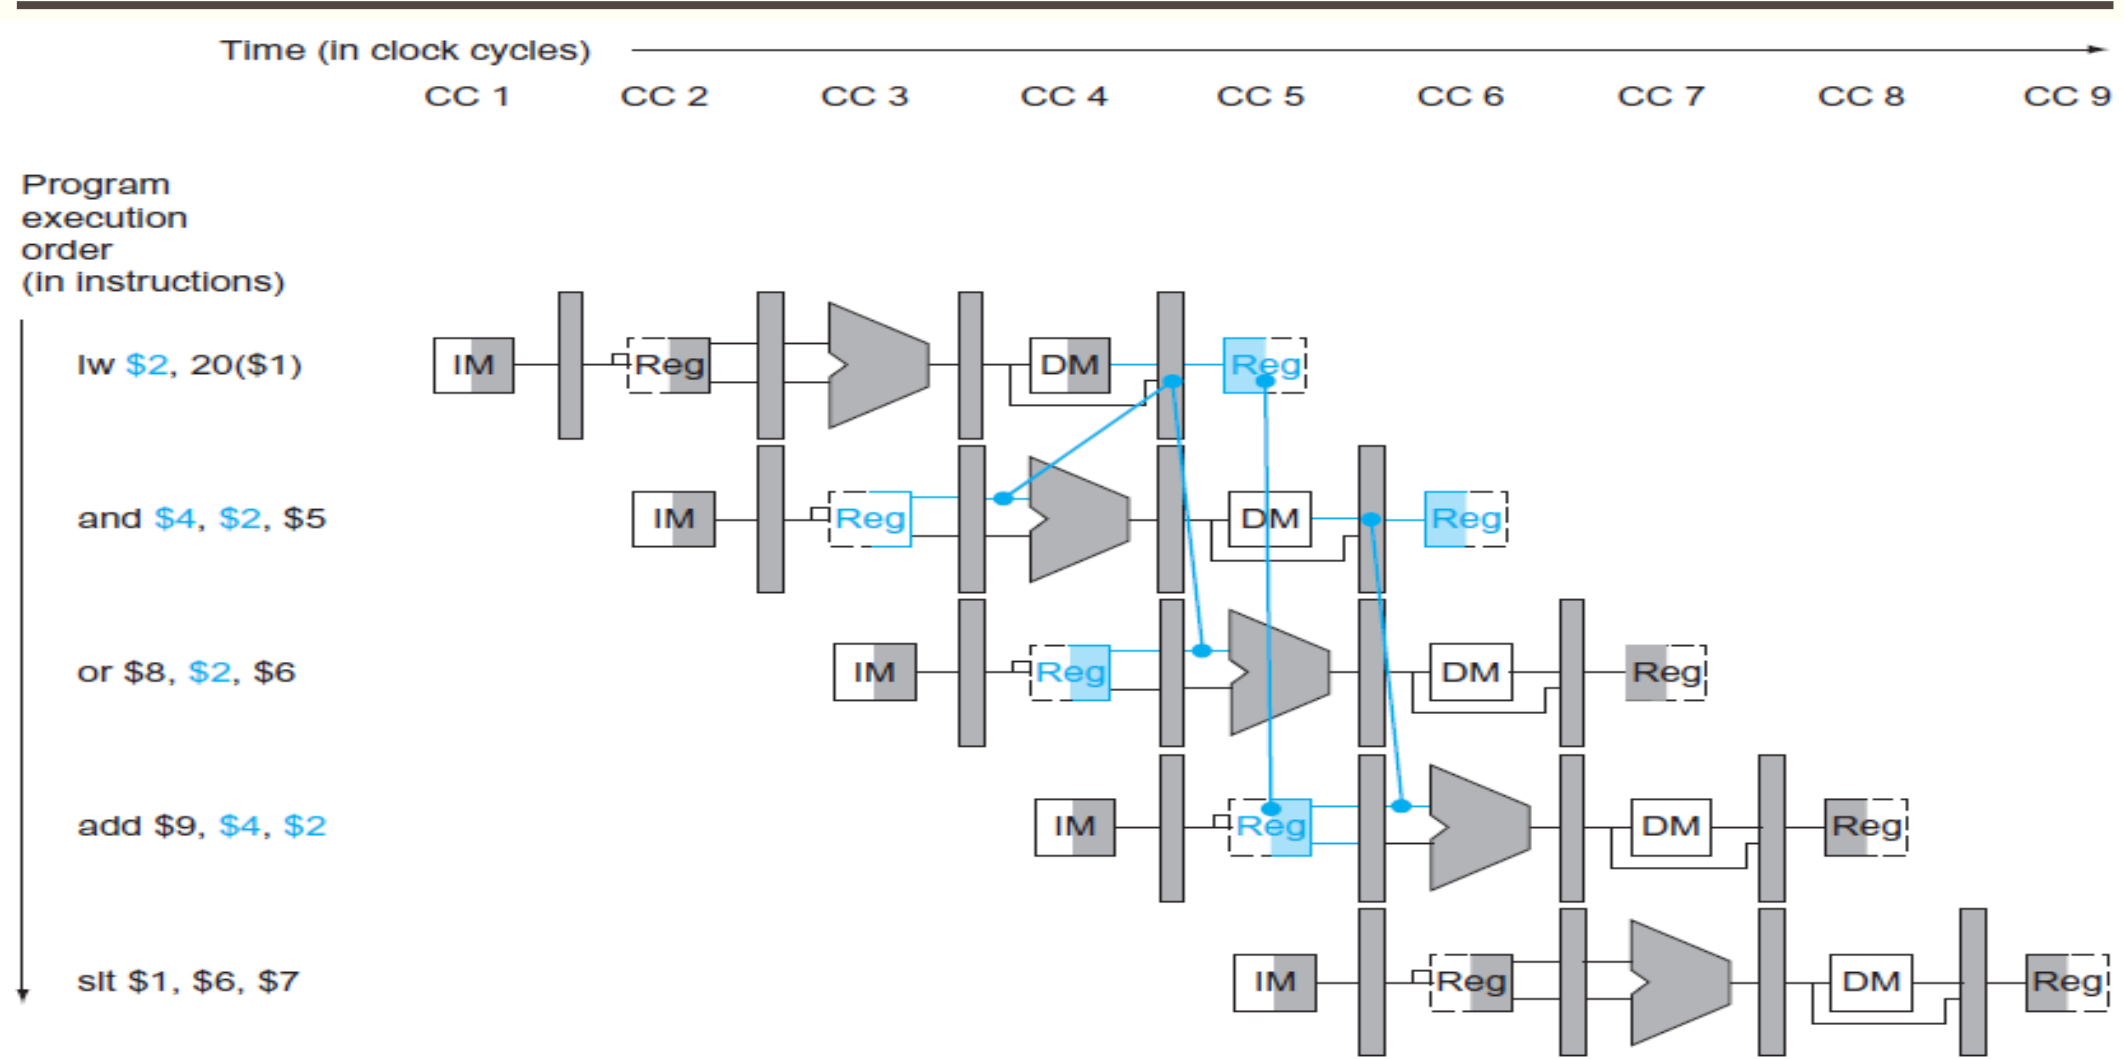 Time (in clock cycles)
CC 1 CC 2 CC 3 CC 4 CC 5 CC 6 CC 7 CC 8 CC 9
Program
execution
order
(in instructions)
lw $2, 20($1) IM Reg DM Reg
and $4, $2, $5 IM Reg DM Reg
or $8, $2, $6 IM Reg DM Reg
add $9, $4, $2 IM Reg DM Reg
slt $1, $6, $7 IM Reg DM Reg